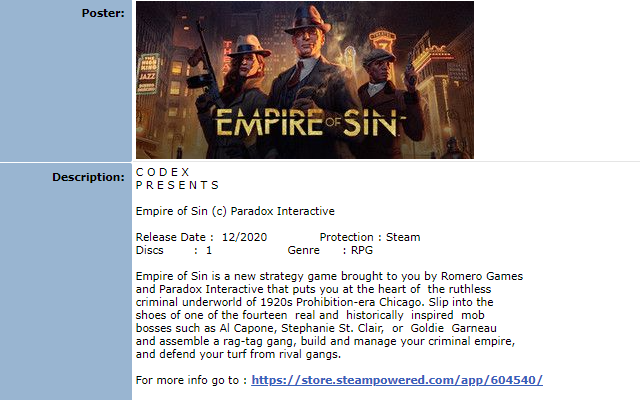 Poster:
THE HOMO KING
JAZZ
EMPIRE OF SIN
Description:
C O D E X
P R E S E N T S
Empire of Sin (c) Paradox Interactive
Release Date : 12/2020 Protection : Steam
Discs : 1 Genre : RPG
Empire of Sin is a new strategy game brought to you by Romero Games
and Paradox Interactive that puts you at the heart of the ruthless
criminal underworld of 1920s Prohibition-era Chicago. Slip into the
shoes of one of the fourteen real and historically inspired mob
bosses such as Al Capone, Stephanie St. Clair, or Goldie Garneau
and assemble a rag-tag gang, build and manage your criminal empire,
and defend your turf from rival gangs.
For more info go to : https://store.steampowered.com/app/604540/